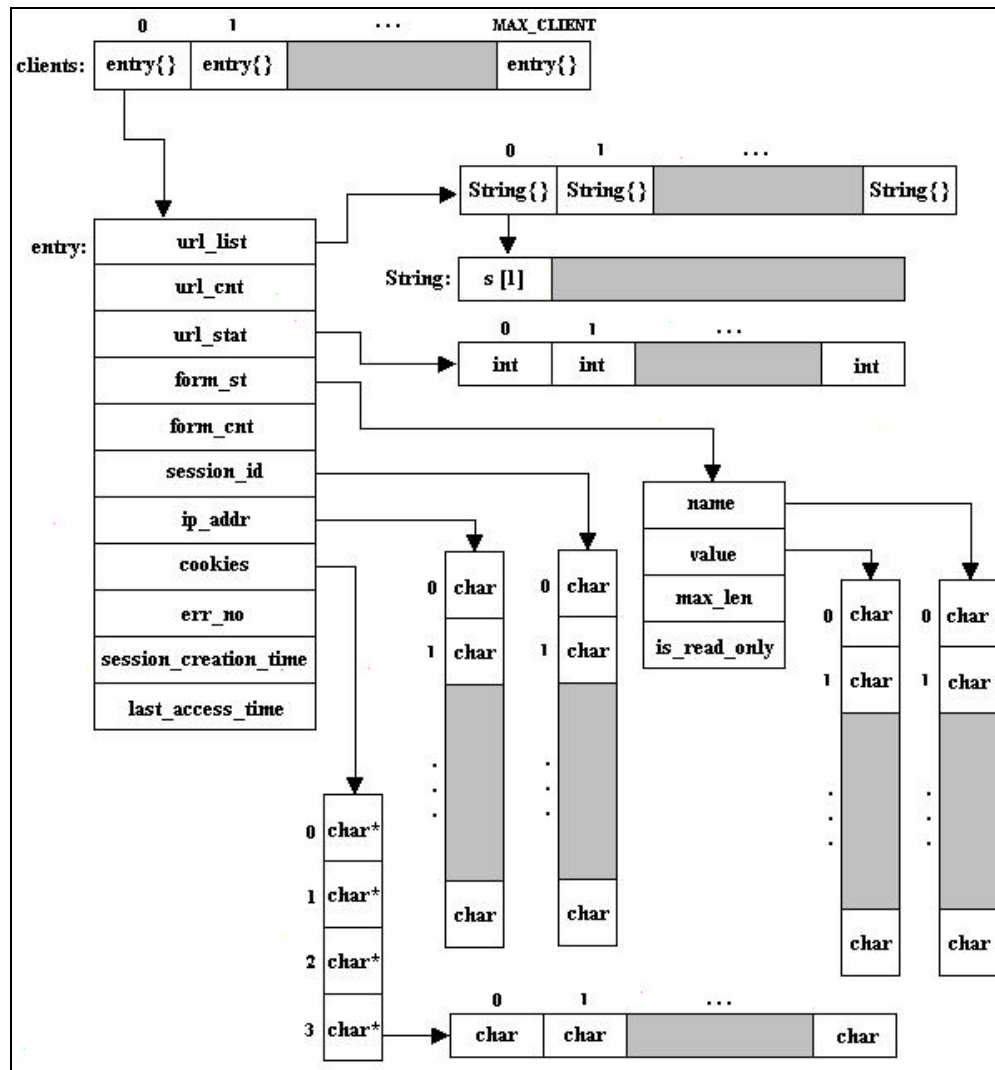 0 1 ... MAX_CLIENT
clients: entry{} entry{} entry{}
0 1 ...
String{} String{} String{}
entry: url_list
url_cnt
String: s [1]
url_stat
0 1 ...
int int int
form_st
form_cnt
session_id
name
ip_addr
value
cookies
max_len
err_no
is_read_only
session_creation_time
last_access_time
0 char 0 char
1 char 1 char
. .
. .
. .
char char
0 char 0 char
1 char 1 char
. .
. .
. .
char char
0 char*
1 char*
2 char*
3 char*
0 1 ...
char char char